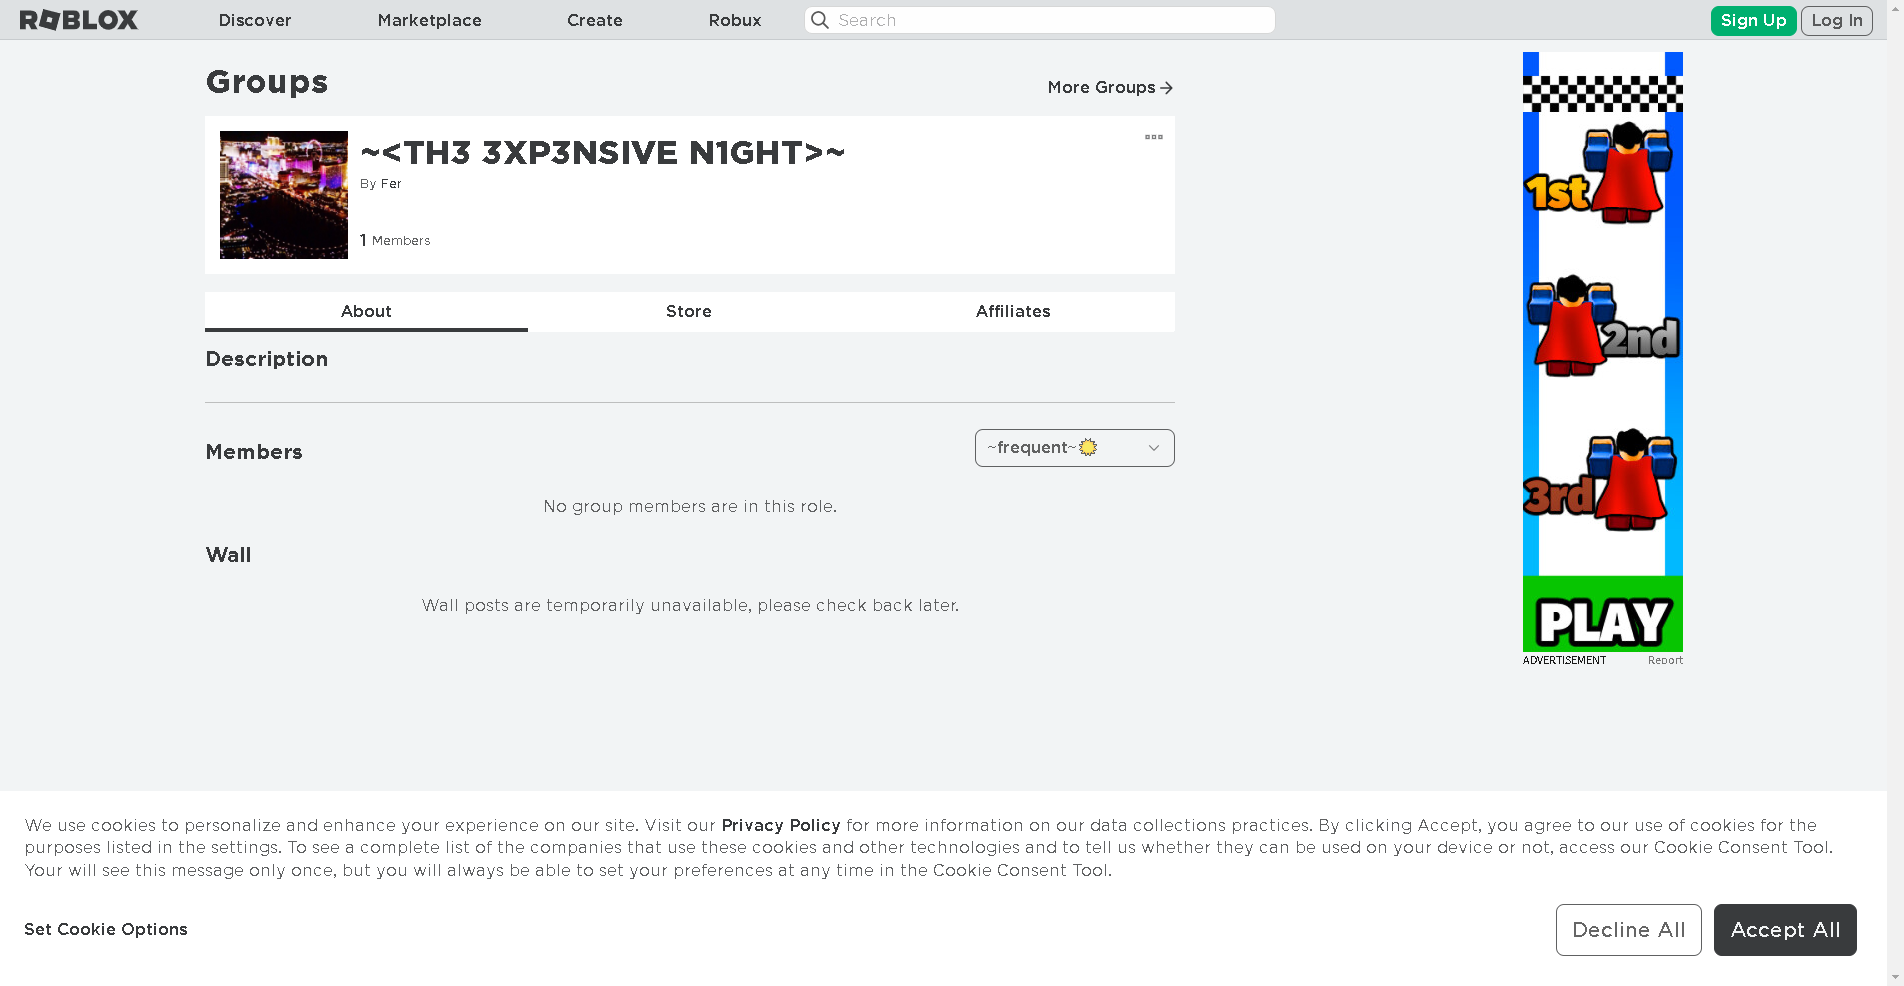 ROBLOX Discover Marketplace Create Robux Search Sign Up Log In
Groups
More Groups
~<TH3 3XP3NSIVE N1GHT>~
By Fer
1 Members
About Store Affiliates
Description
Members
~frequent~
No group members are in this role.
Wall
Wall posts are temporarily unavailable, please check back later.
1st
2nd
3rd
PLAY
ADVERTISEMENT Report
We use cookies to personalize and enhance your experience on our site. Visit our Privacy Policy for more information on our data collections practices. By clicking Accept, you agree to our use of cookies for the
purposes listed in the settings. To see a complete list of the companies that use these cookies and other technologies and to tell us whether they can be used on your device or not, access our Cookie Consent Tool.
Your will see this message only once, but you will always be able to set your preferences at any time in the Cookie Consent Tool.
Set Cookie Options
Decline All Accept All